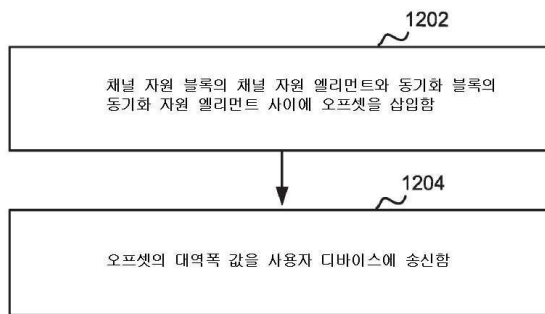 1202
채널 자원 블록의 채널 자원 엘리먼트와 동기화 블록의
동기화 자원 엘리먼트 사이에 오프셋을 삽입함
1204
오프셋의 대역폭 값을 사용자 디바이스에 송신함